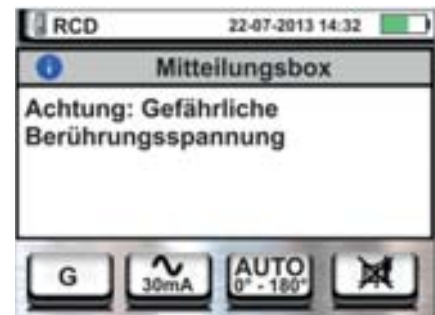 RCD 22-07-2013 14:32
Mitteilungsbox
Achtung: Gefährliche
Berührungsspannung
G
30mA
AUTO
0° - 180°